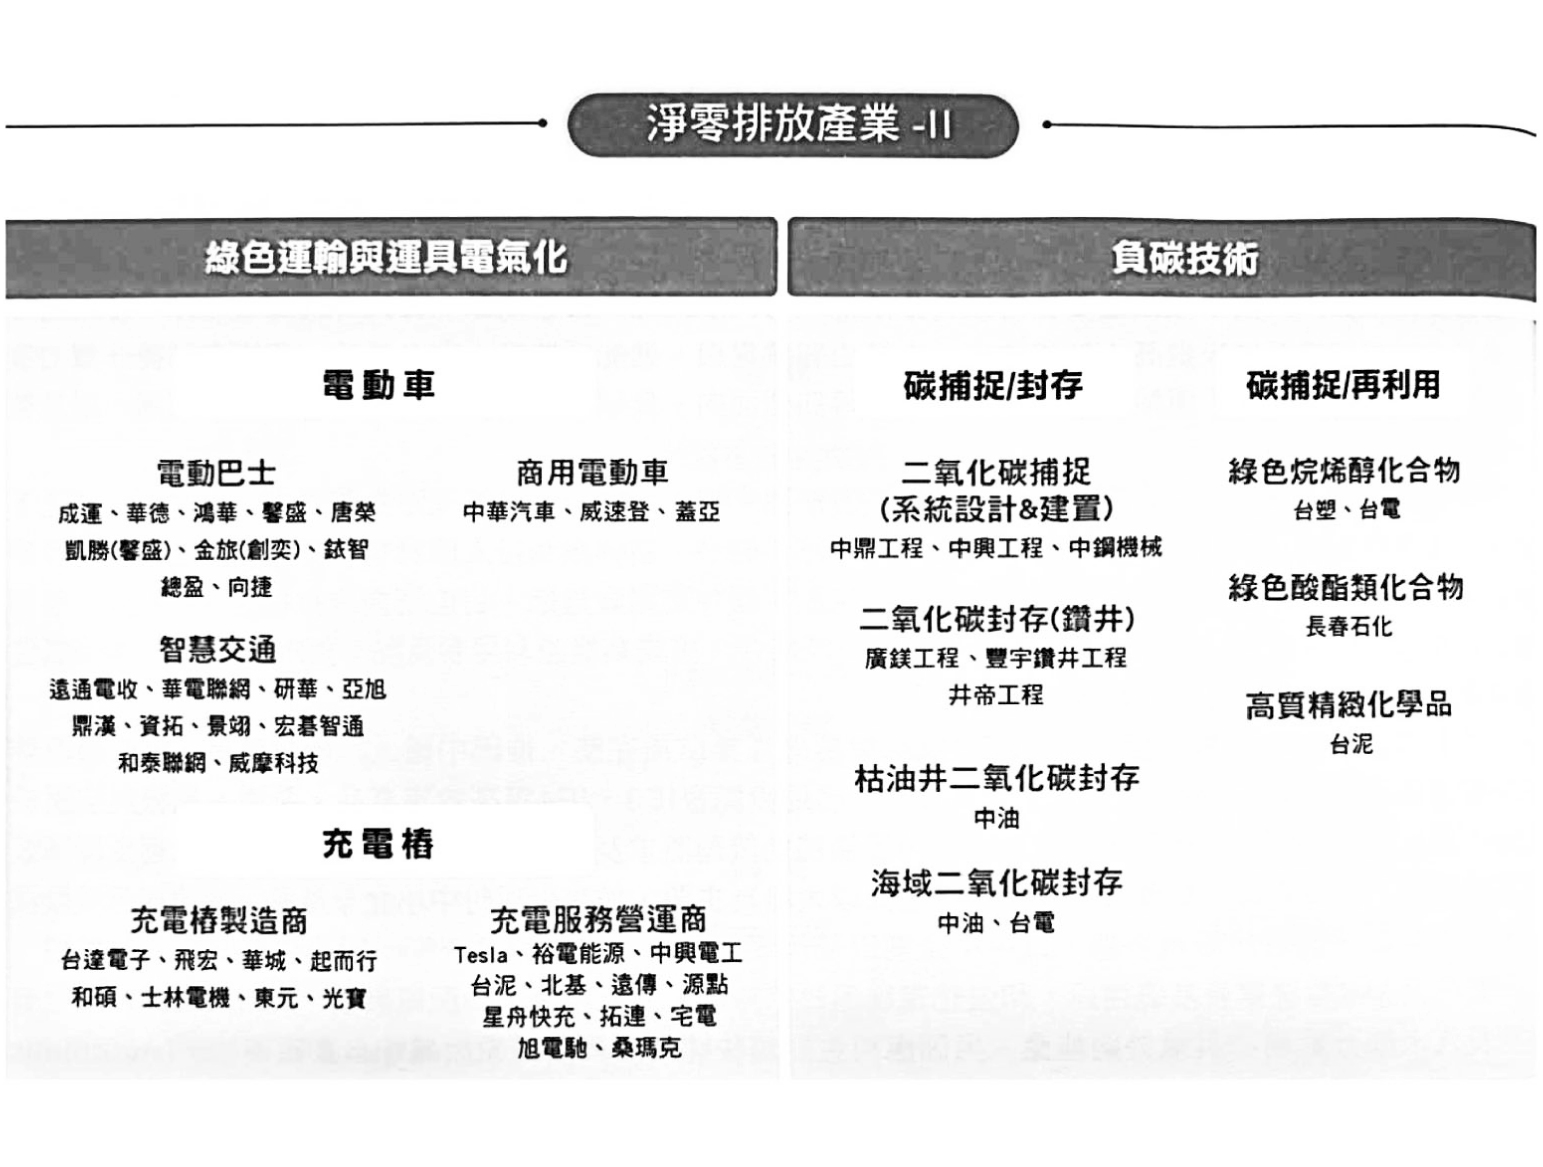 淨零排放產業 -II
綠色運輸與運具電氣化
電動車
電動巴士
成運、華德、鴻華、馨盛、唐榮
凱勝(馨盛)、金旅(創奕)、錶智
總盈、向捷
商用電動車
中華汽車、威速登、蓋亞
智慧交通
遠通電收、華電聯網、研華、亞旭
鼎漢、資拓、景翊、宏碁智通
和泰聯網、威摩科技
充電樁
充電樁製造商
台達電子、飛宏、華城、起而行
和碩、士林電機、東元、光寶
充電服務營運商
Tesla、裕電能源、中興電工
台泥、北基、遠傳、源點
星舟快充、拓連、宅電
旭電馳、桑瑪克
負碳技術
碳捕捉/封存
二氧化碳捕捉
(系統設計&建置)
中鼎工程、中興工程、中鋼機械
二氧化碳封存(鑽井)
廣鎂工程、豐宇鑽井工程
井帝工程
枯油井二氧化碳封存
中油
海域二氧化碳封存
中油、台電
碳捕捉/再利用
綠色烷烯醇化合物
台塑、台電
綠色酸酯類化合物
長春石化
高質精緻化學品
台泥